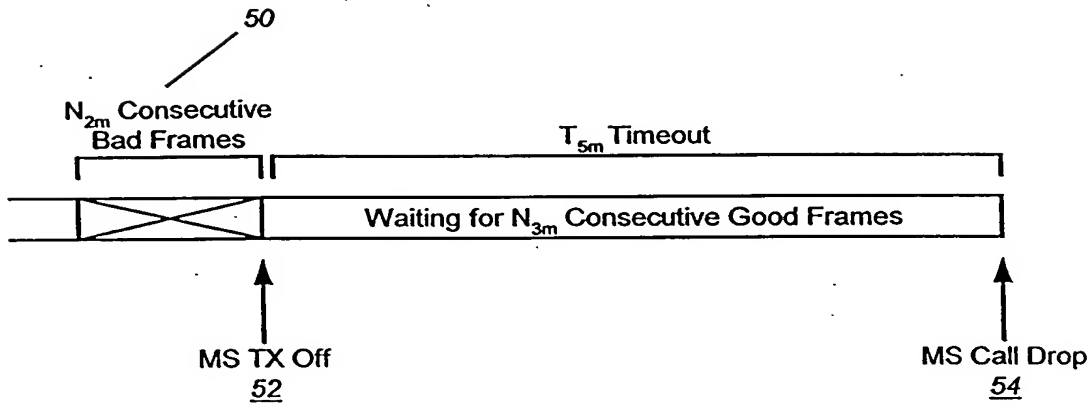 50
N2m Consecutive
Bad Frames
T5m Timeout
Waiting for N3m Consecutive Good Frames
MS TX Off
52
MS Call Drop
54